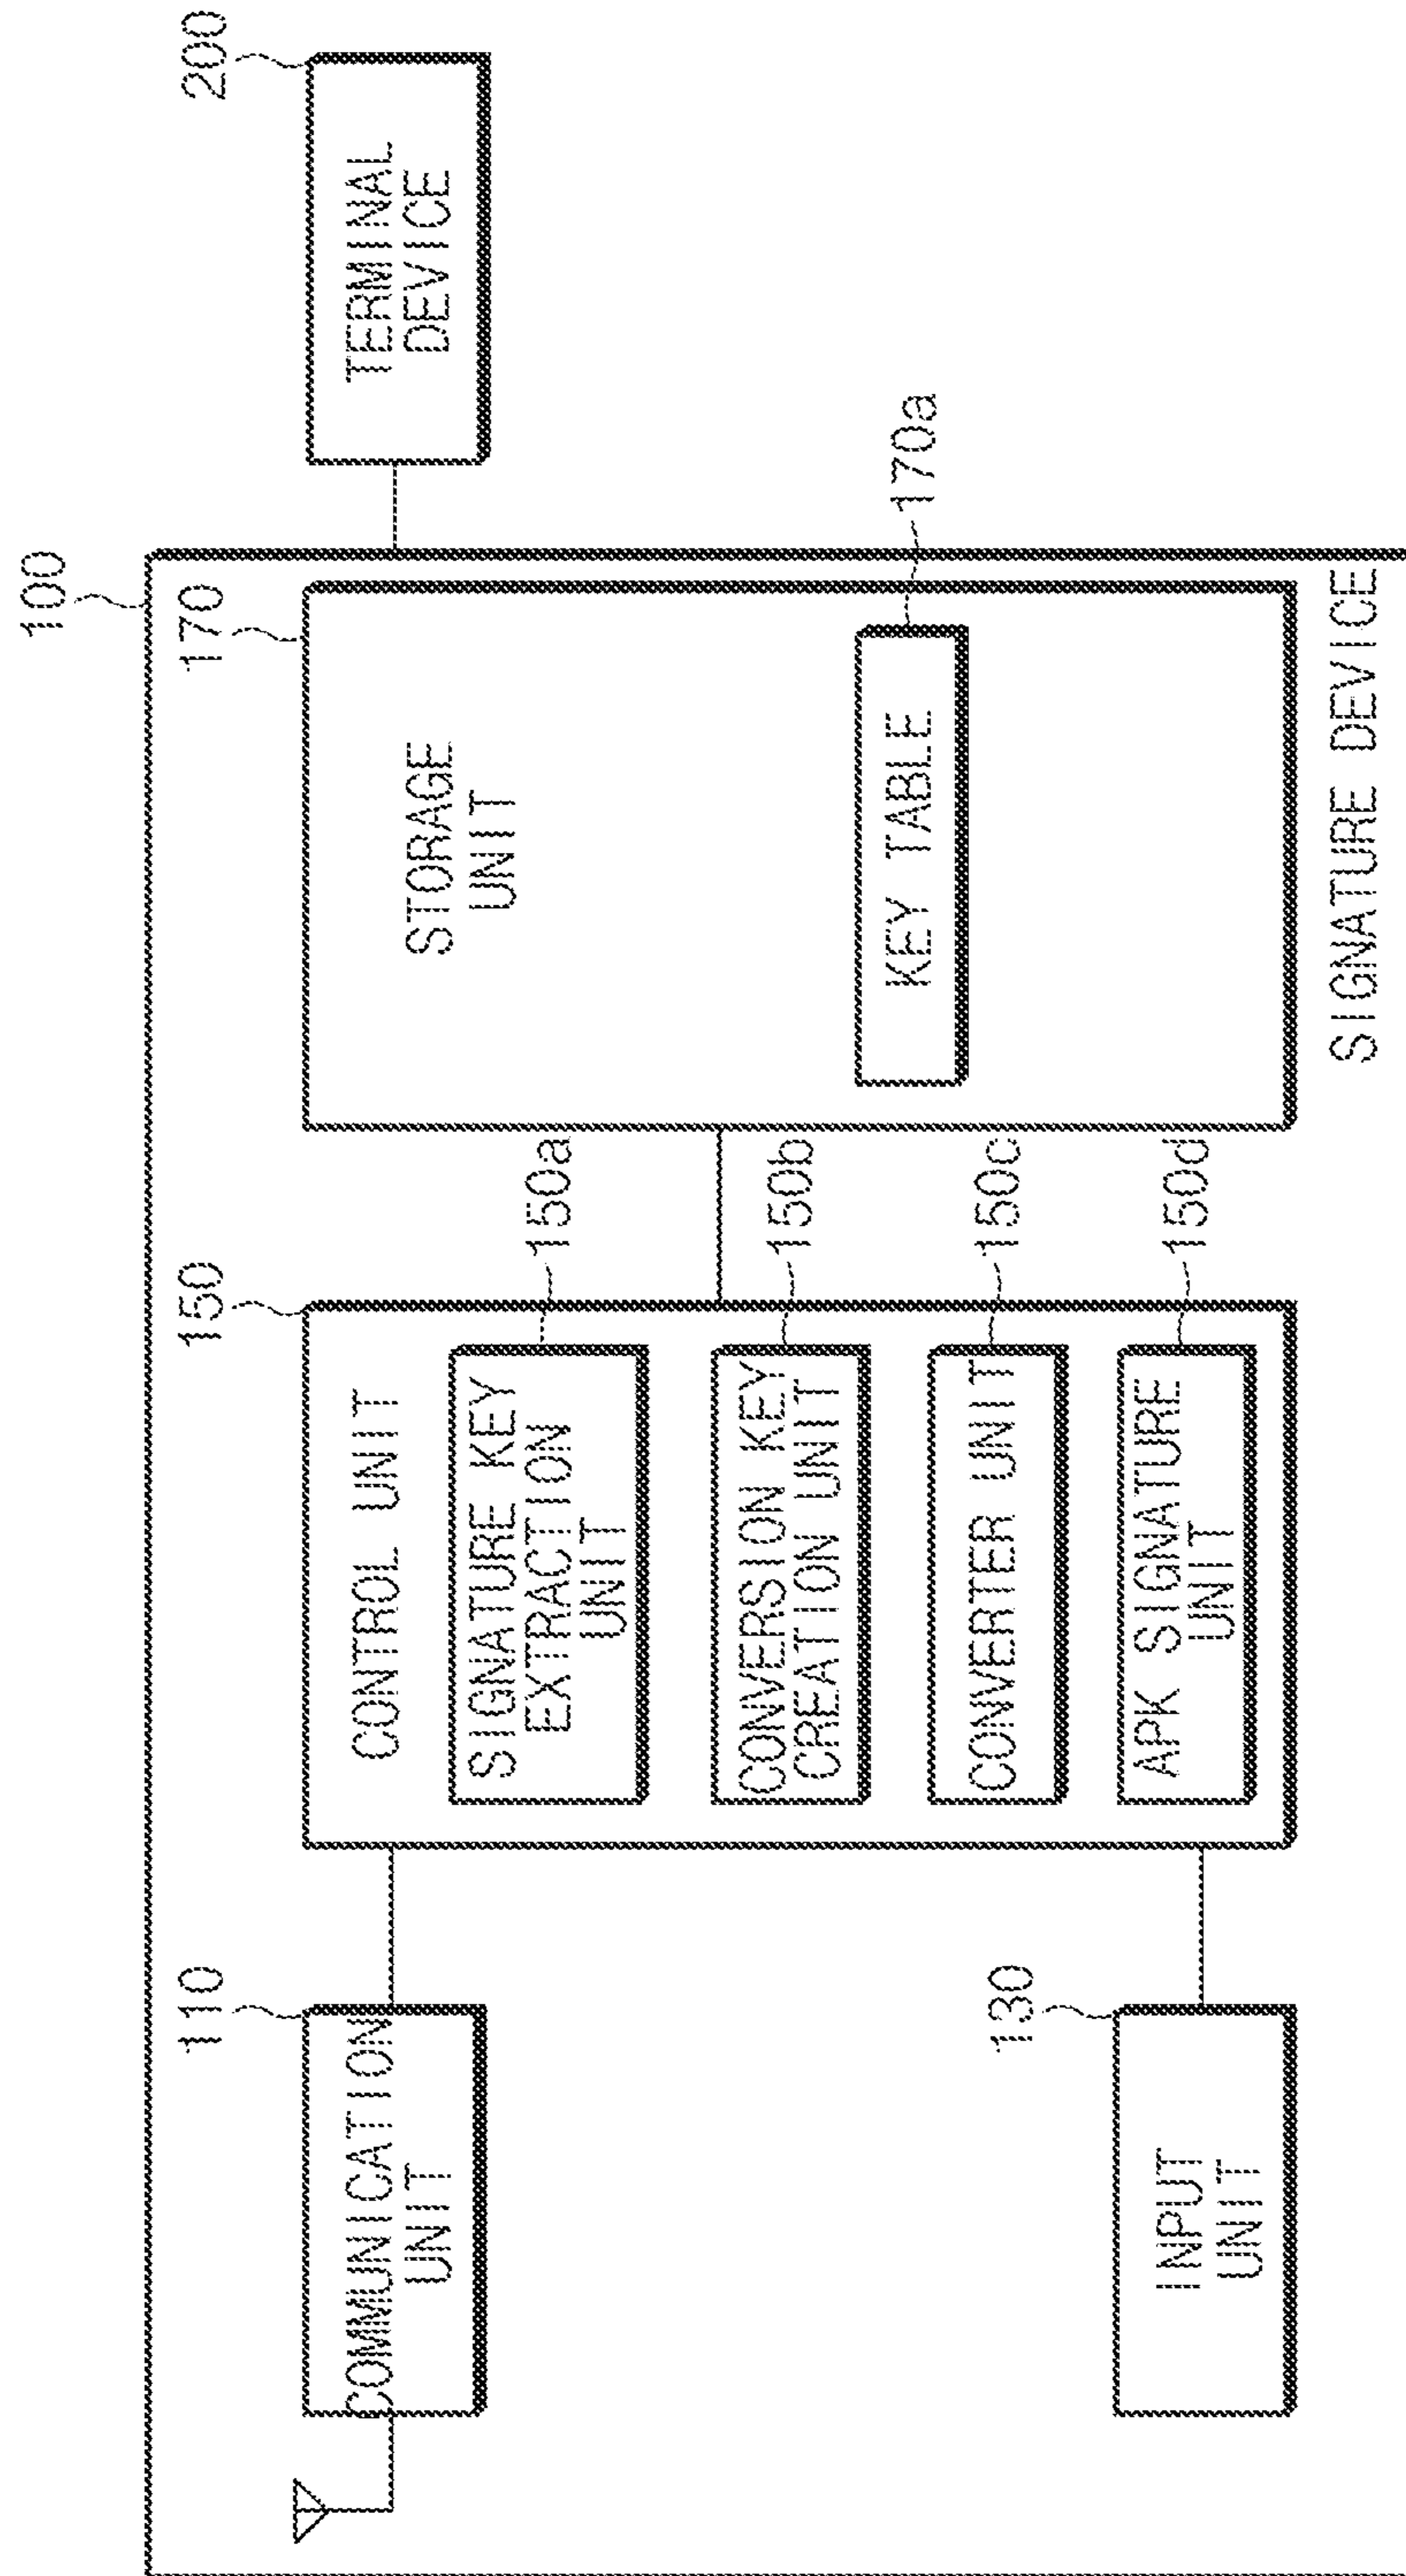 100
110
COMMUNICATION
UNIT
130
INPUT
UNIT
150
CONTROL UNIT
SIGNATURE KEY
EXTRACTION
UNIT
150a
CONVERSION KEY
CREATION UNIT
150b
CONVERTER UNIT
150c
APK SIGNATURE
UNIT
150d
170
STORAGE
UNIT
KEY TABLE
170a
SIGNATURE DEVICE
200
TERMINAL
DEVICE